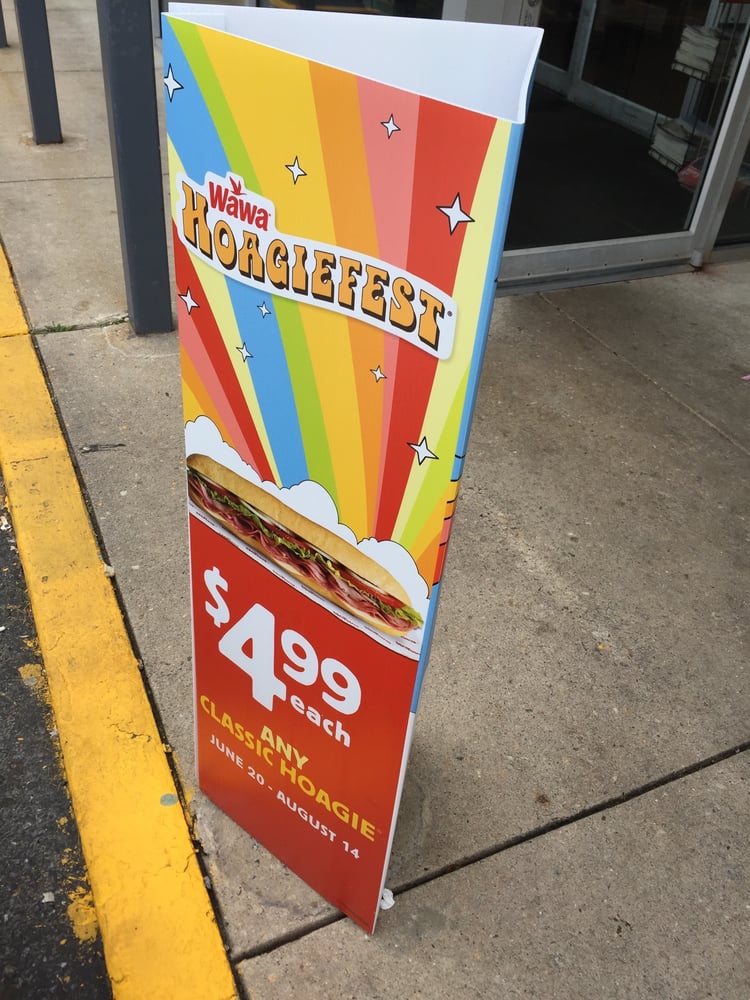 Wawa
HOAGIEFEST®
$4.99 each
ANY
CLASSIC HOAGIE
JUNE 20 - AUGUST 14